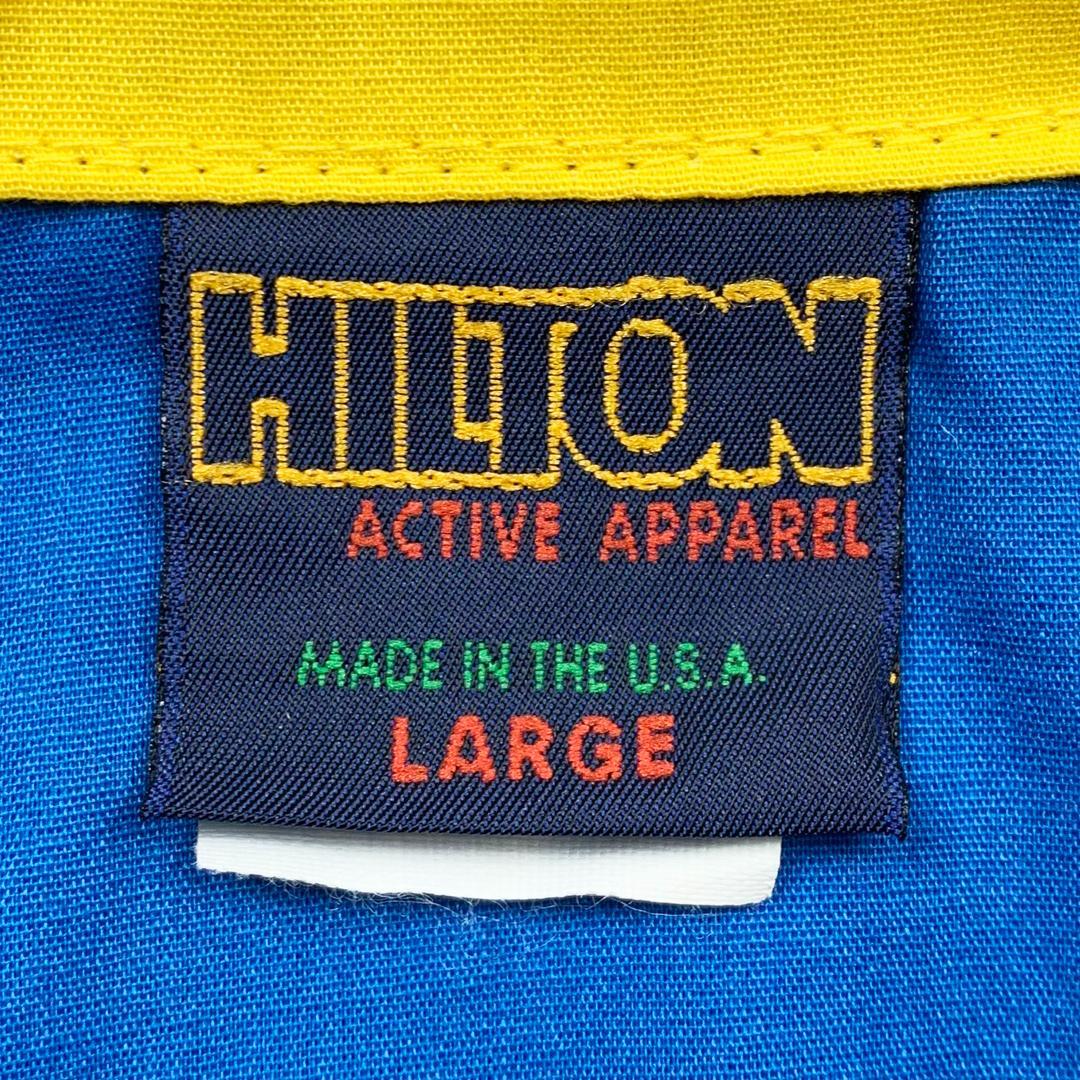 HILTON
ACTIVE APPAREL
MADE IN THE U.S.A.
LARGE